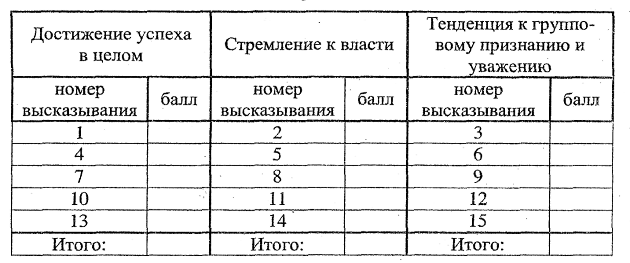 Достижение успеха
в целом
Стремление к власти
Тенденция к группо-
вому признанию и
уважению
номер
высказывания
балл
номер
высказывания
балл
номер
высказывания
балл
1 2 3
4 5 6
7 8 9
10 11 12
13 14 15
Итого: Итого: Итого: